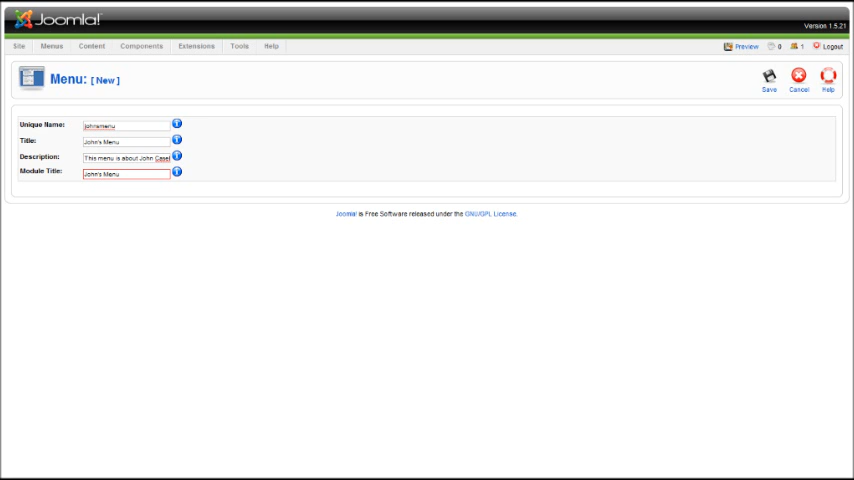 Joomla!
Version 1.5.21
Site Menus Content Components Extensions Tools Help Preview 0 1 Logout
Menu: [ New ] Save Cancel Help
Unique Name: johnsmenu
Title: John's Menu
Description: This menu is about John
Module Title: John's Menu
Joomla! is Free Software released under the GNU/GPL License.